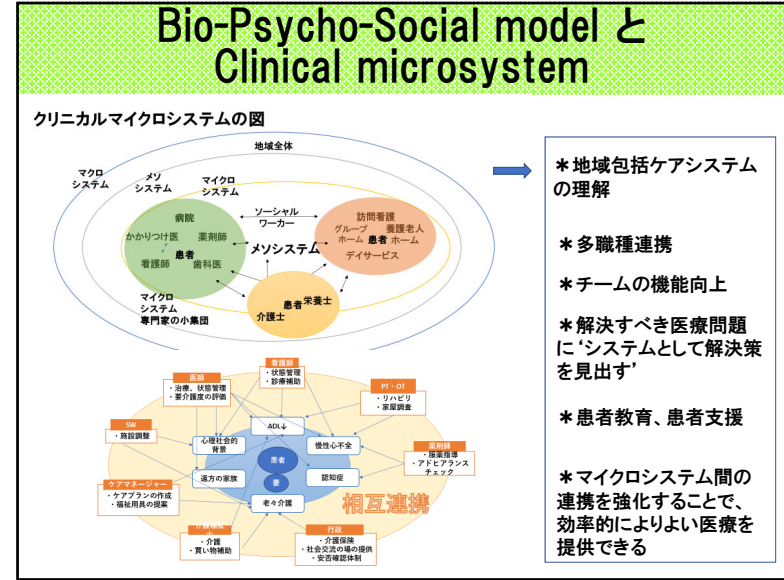 Bio-Psycho-Social model と
Clinical microsystem
クリニカルマイクロシステムの図
地域全体
マクロ
システム
メソ
システム
マイクロ
システム
病院
かかりつけ医 薬剤師
患者
看護師 歯科医
ソーシャル
ワーカー
メソシステム
訪問看護
グループ 養護老人
ホーム 患者 ホーム
デイサービス
マイクロ
システム
専門家の小集団
患者 栄養士
介護士
看護師
・状態管理
・診療補助
医師
・治療、状態管理
・要介護度の評価
PT・OT
・リハビリ
・家屋調査
SW
・施設調整
ADL↓
心理社会的
背景
慢性心不全
患者
妻
薬剤師
・服薬指導
・アドヒアランス
チェック
遠方の家族
認知症
ケアマネージャー
・ケアプランの作成
・福祉用具の提案
老々介護
相互連携
・介護
・買い物補助
行政
・介護保険
・社会交流の場の提供
・安否確認体制
＊地域包括ケアシステム
の理解
＊多職種連携
＊チームの機能向上
＊解決すべき医療問題
に‘システムとして解決策
を見出す’
＊患者教育、患者支援
＊マイクロシステム間の
連携を強化することで、
効率的によりよい医療を
提供できる